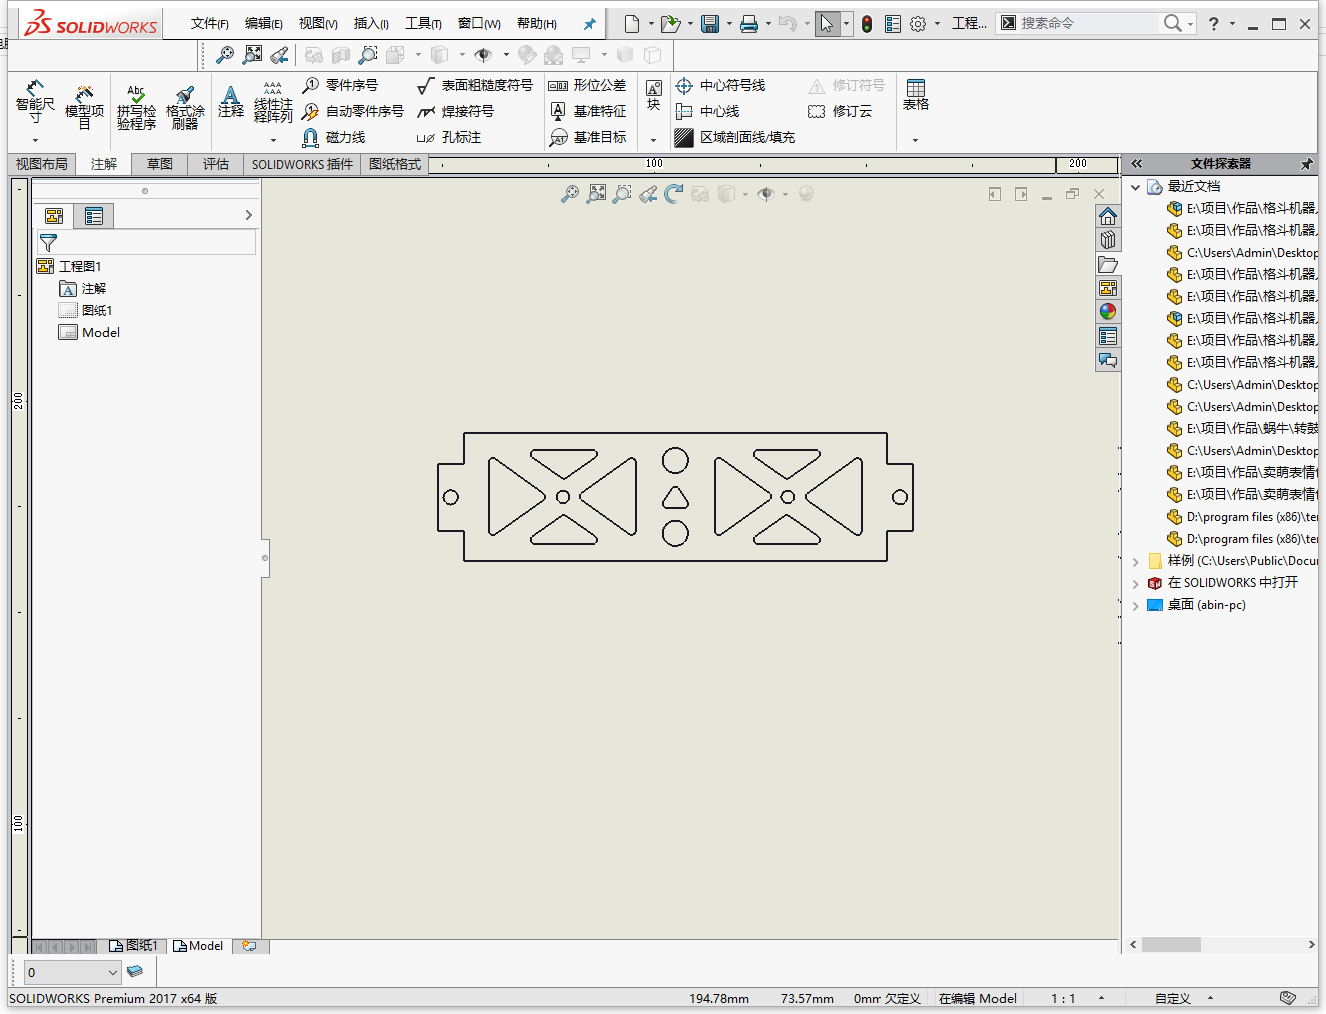 SOLIDWORKS 文件(F) 编辑(E) 视图(V) 插入(I) 工具(T) 窗口(W) 帮助(H) 工程... 搜索命令 ?
智能尺寸 模型项目 拼写检验程序 格式涂刷器 注释 线性注释阵列
零件序号 表面粗糙度符号 形位公差 块 中心符号线 修订符号 表格
自动零件序号 焊接符号 基准特征 中心线 修订云
磁力线 孔标注 基准目标 区域剖面线/填充
视图布局 注解 草图 评估 SOLIDWORKS 插件 图纸格式 100 200
文件探索器
工程图1
注解
图纸1
Model
200
100
最近文档
E:\项目\作品\格斗机器
E:\项目\作品\格斗机器
C:\Users\Admin\Desktop
E:\项目\作品\格斗机器
E:\项目\作品\格斗机器
E:\项目\作品\格斗机器
E:\项目\作品\格斗机器
E:\项目\作品\格斗机器
C:\Users\Admin\Desktop
C:\Users\Admin\Desktop
E:\项目\作品\蜗牛\转鼓
C:\Users\Admin\Desktop
E:\项目\作品\卖萌表情
E:\项目\作品\卖萌表情
D:\program files (x86)\te
D:\program files (x86)\te
样例 (C:\Users\Public\Docu
在 SOLIDWORKS 中打开
桌面 (abin-pc)
图纸1 Model
0
SOLIDWORKS Premium 2017 x64 版 194.78mm 73.57mm 0mm 欠定义 在编辑 Model 1 : 1 自定义